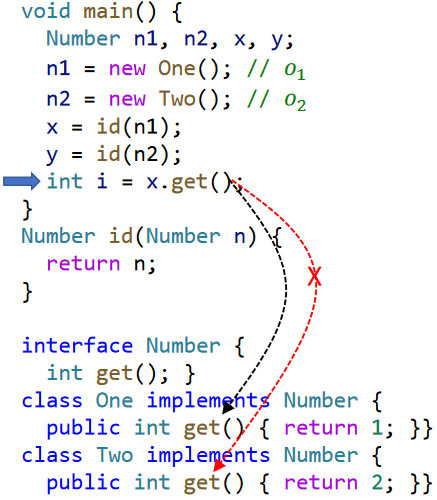 void main() {
Number n1, n2, x, y;
n1 = new One(); // o₁
n2 = new Two(); // o₂
x = id(n1);
y = id(n2);
int i = x.get();
}
Number id(Number n) {
return n;
}
X
interface Number {
int get(); }
class One implements Number {
public int get() { return 1; }}
class Two implements Number {
public int get() { return 2; }}